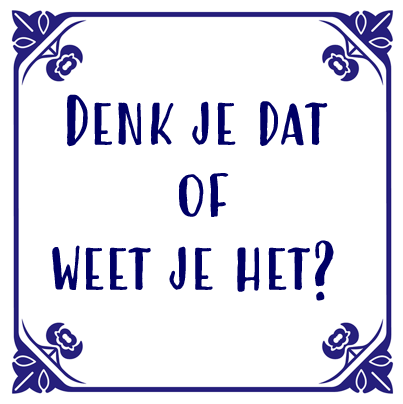 DENK JE DAT
OF
WEET JE HET?